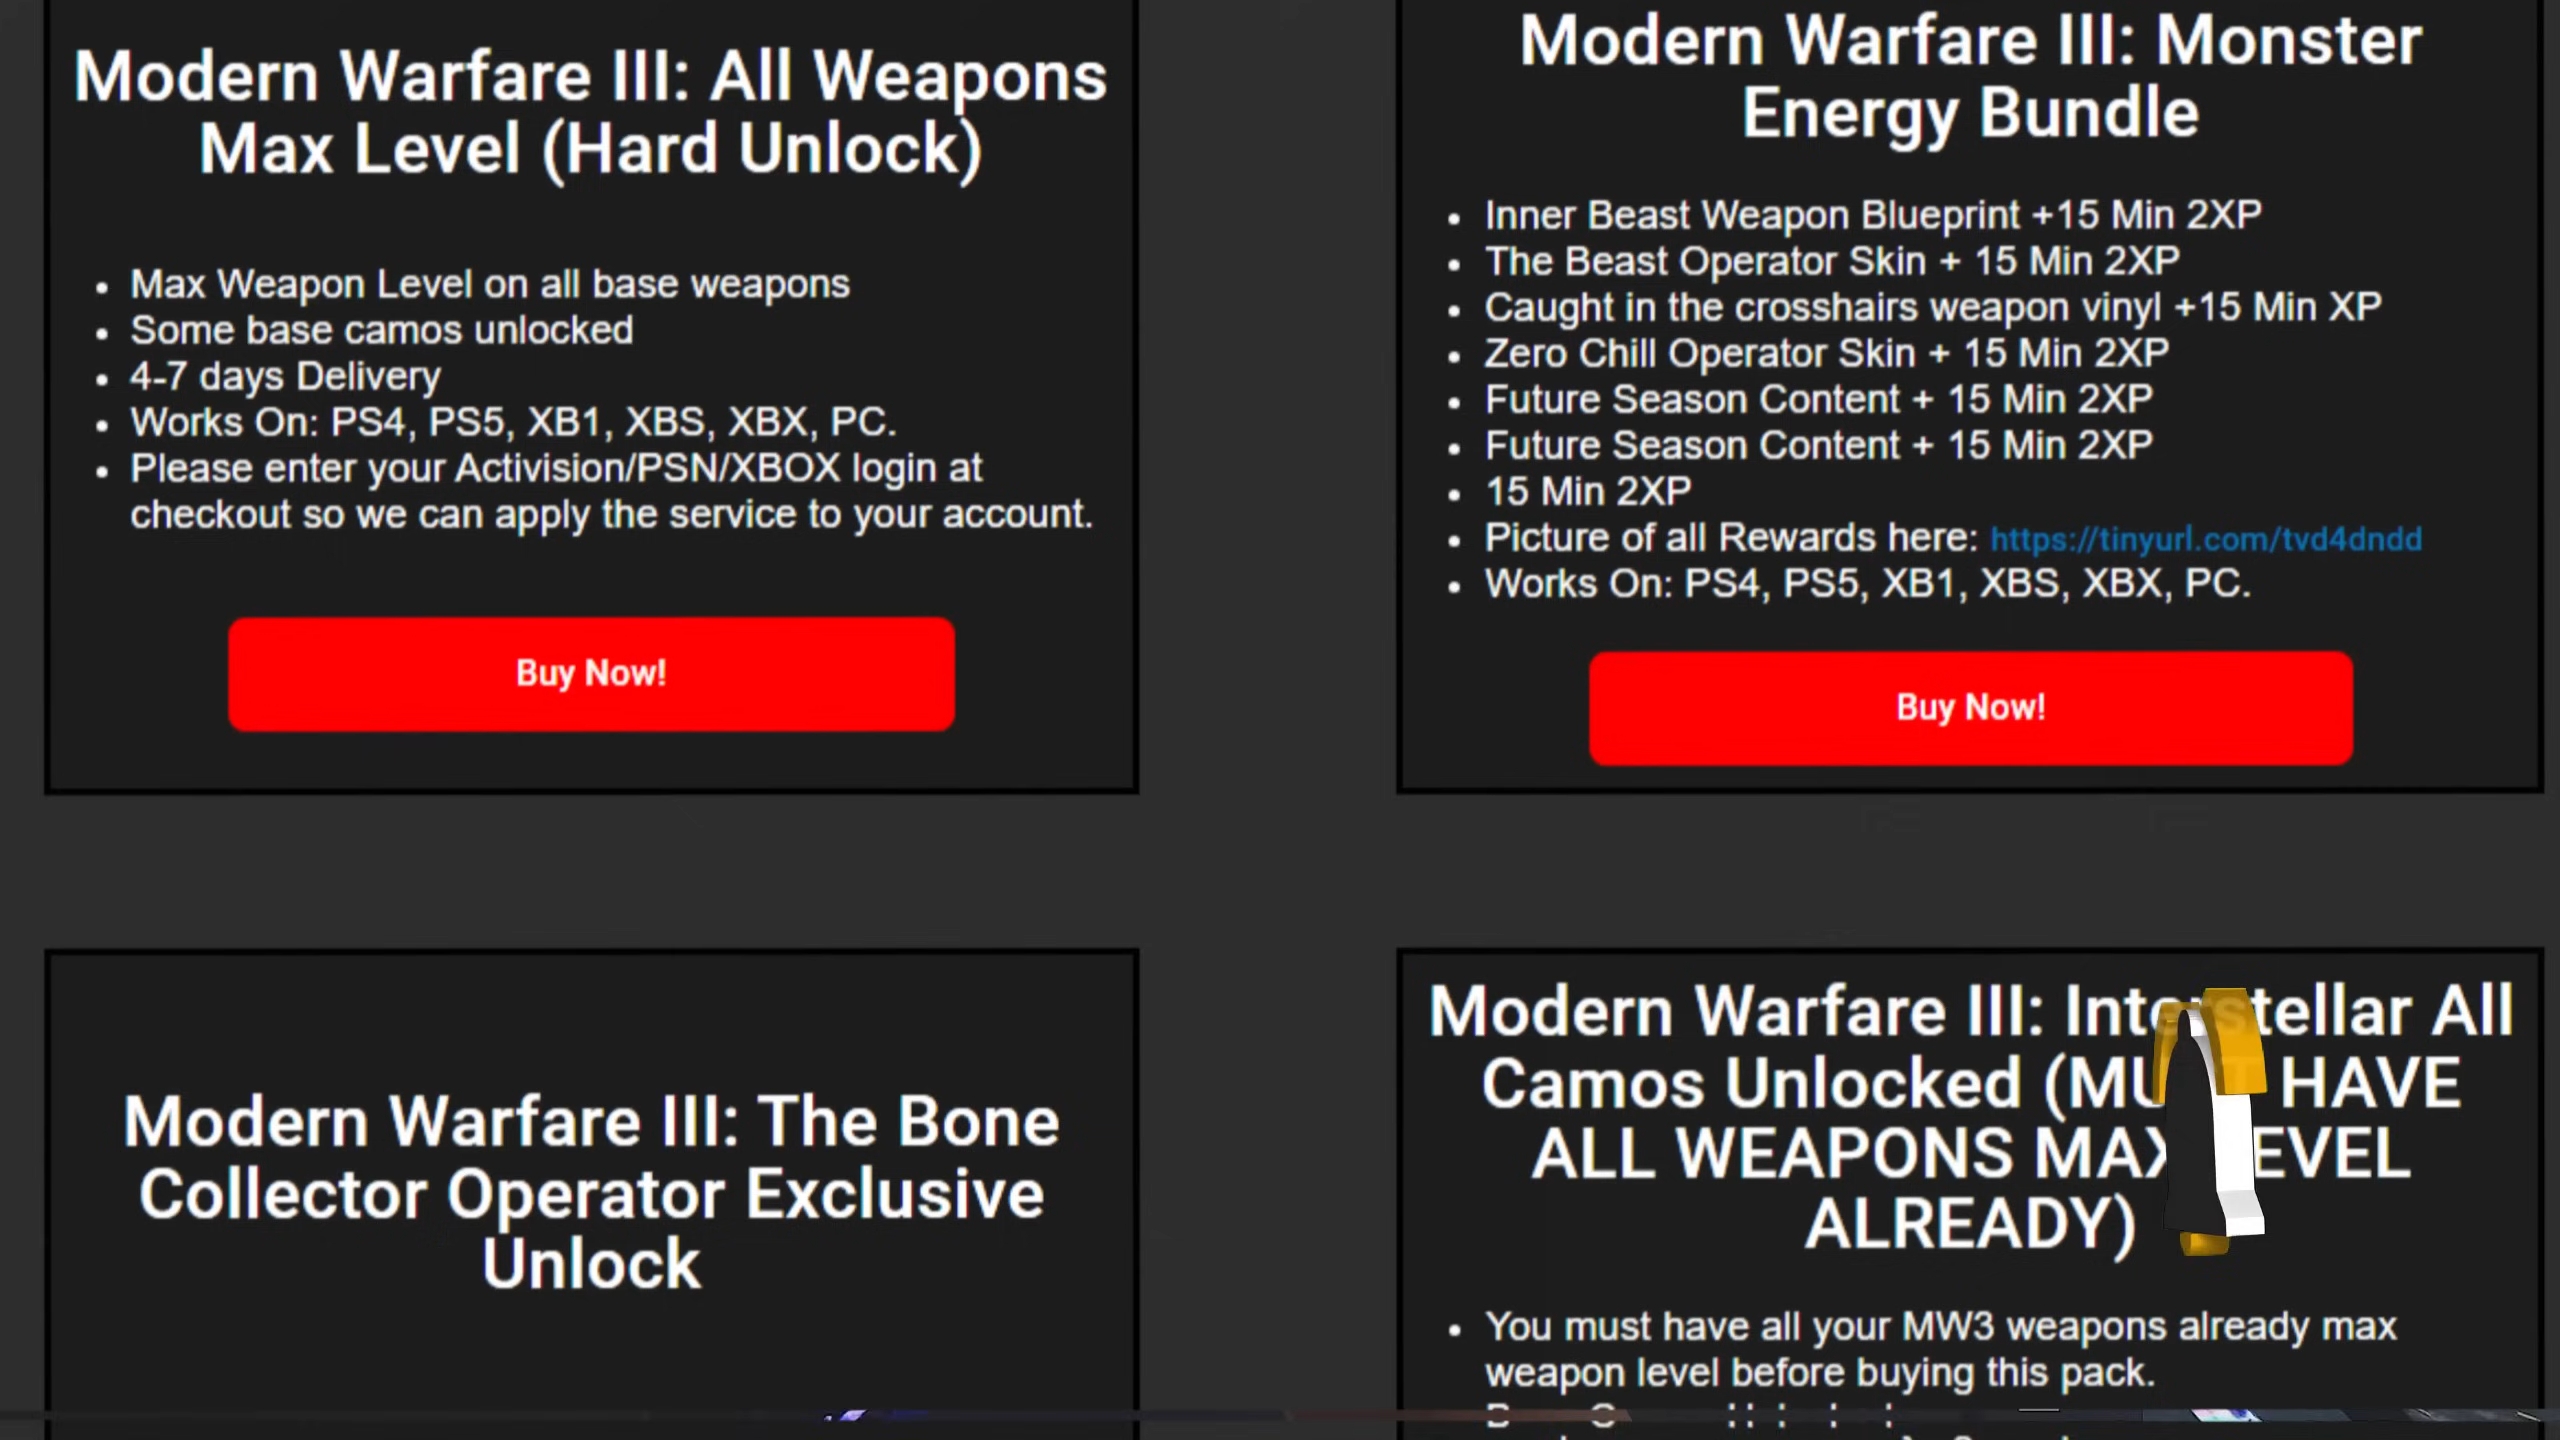 Modern Warfare III: All Weapons
Max Level (Hard Unlock)
Max Weapon Level on all base weapons
Some base camos unlocked
4-7 days Delivery
Works On: PS4, PS5, XB1, XBS, XBX, PC.
Please enter your Activision/PSN/XBOX login at
checkout so we can apply the service to your account.
Buy Now!
Modern Warfare III: Monster
Energy Bundle
Inner Beast Weapon Blueprint +15 Min 2XP
The Beast Operator Skin + 15 Min 2XP
Caught in the crosshairs weapon vinyl +15 Min XP
Zero Chill Operator Skin + 15 Min 2XP
Future Season Content + 15 Min 2XP
Future Season Content + 15 Min 2XP
15 Min 2XP
Picture of all Rewards here: https://tinyurl.com/tvd4dndd
Works On: PS4, PS5, XB1, XBS, XBX, PC.
Buy Now!
Modern Warfare III: The Bone
Collector Operator Exclusive
Unlock
Modern Warfare III: Interstellar All
Camos Unlocked (MUST HAVE
ALL WEAPONS MAX LEVEL
ALREADY)
You must have all your MW3 weapons already max
weapon level before buying this pack.